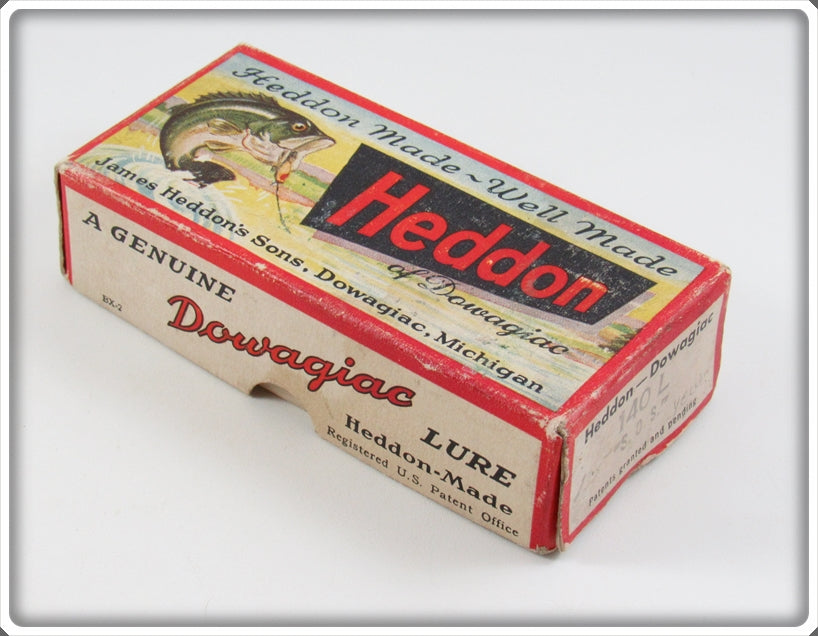 Heddon Made~Well Made
Heddon
of Dowagiac
James Heddon's Sons, Dowagiac, Michigan
A GENUINE
Dowagiac
LURE
BX-2
Heddon-Made
Registered U.S. Patent Office
Heddon — Dowagiac
140 L
S.O.S.
Patents granted and pending